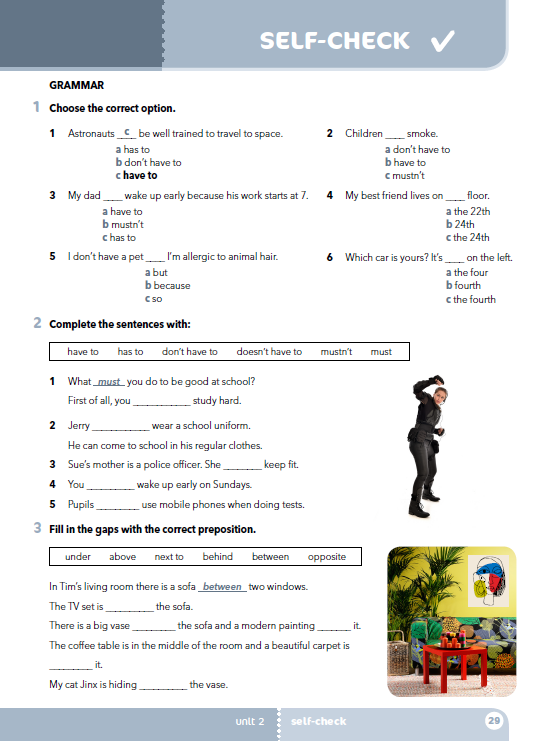 SELF-CHECK ✓
GRAMMAR
1 Choose the correct option.
1 Astronauts __c__ be well trained to travel to space.
a has to
b don't have to
c have to
2 Children ____ smoke.
a don't have to
b have to
c mustn't
3 My dad ____ wake up early because his work starts at 7.
a have to
b mustn't
c has to
4 My best friend lives on ____ floor.
a the 22th
b 24th
c the 24th
5 I don't have a pet ____ I'm allergic to animal hair.
a but
b because
c so
6 Which car is yours? It's ____ on the left.
a the four
b fourth
c the fourth
2 Complete the sentences with:
have to has to don't have to doesn't have to mustn't must
1 What _must_ you do to be good at school?
First of all, you __________ study hard.
2 Jerry __________ wear a school uniform.
He can come to school in his regular clothes.
3 Sue's mother is a police officer. She _______ keep fit.
4 You ________ wake up early on Sundays.
5 Pupils ________ use mobile phones when doing tests.
3 Fill in the gaps with the correct preposition.
under above next to behind between opposite
In Tim's living room there is a sofa _between_ two windows.
The TV set is _________ the sofa.
There is a big vase ________ the sofa and a modern painting ______ it.
The coffee table is in the middle of the room and a beautiful carpet is
________ it.
My cat Jinx is hiding _________ the vase.
unit 2 self-check 29